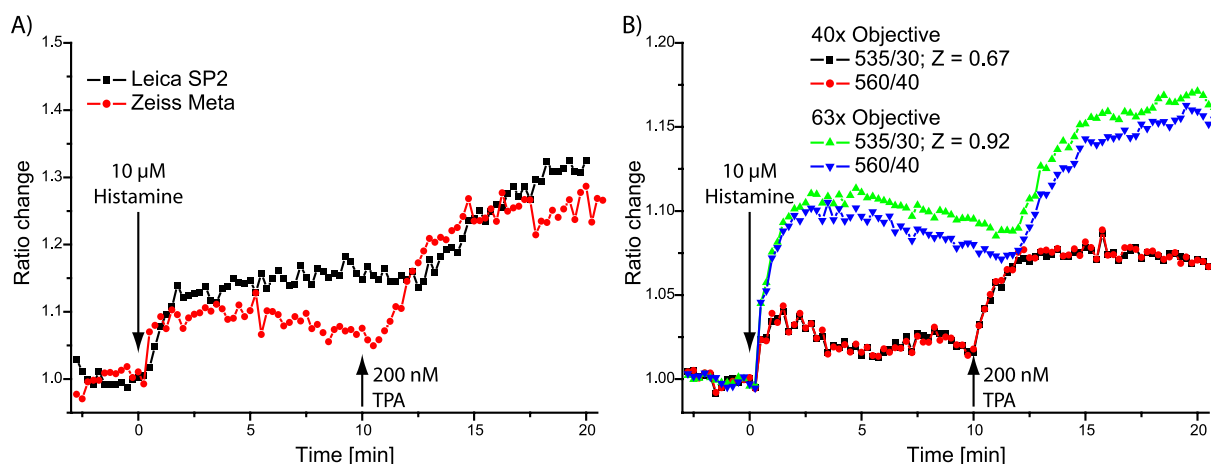 A)
1.5
1.4
1.3
1.2
1.1
1.0
Ratio change
Leica SP2
Zeiss Meta
10 µM
Histamine
200 nM
TPA
0
5
10
15
20
Time [min]
B)
1.20
1.15
1.10
1.05
1.00
Ratio change
40x Objective
535/30; Z = 0.67
560/40
63x Objective
535/30; Z = 0.92
560/40
10 µM
Histamine
200 nM
TPA
0
5
10
15
20
Time [min]